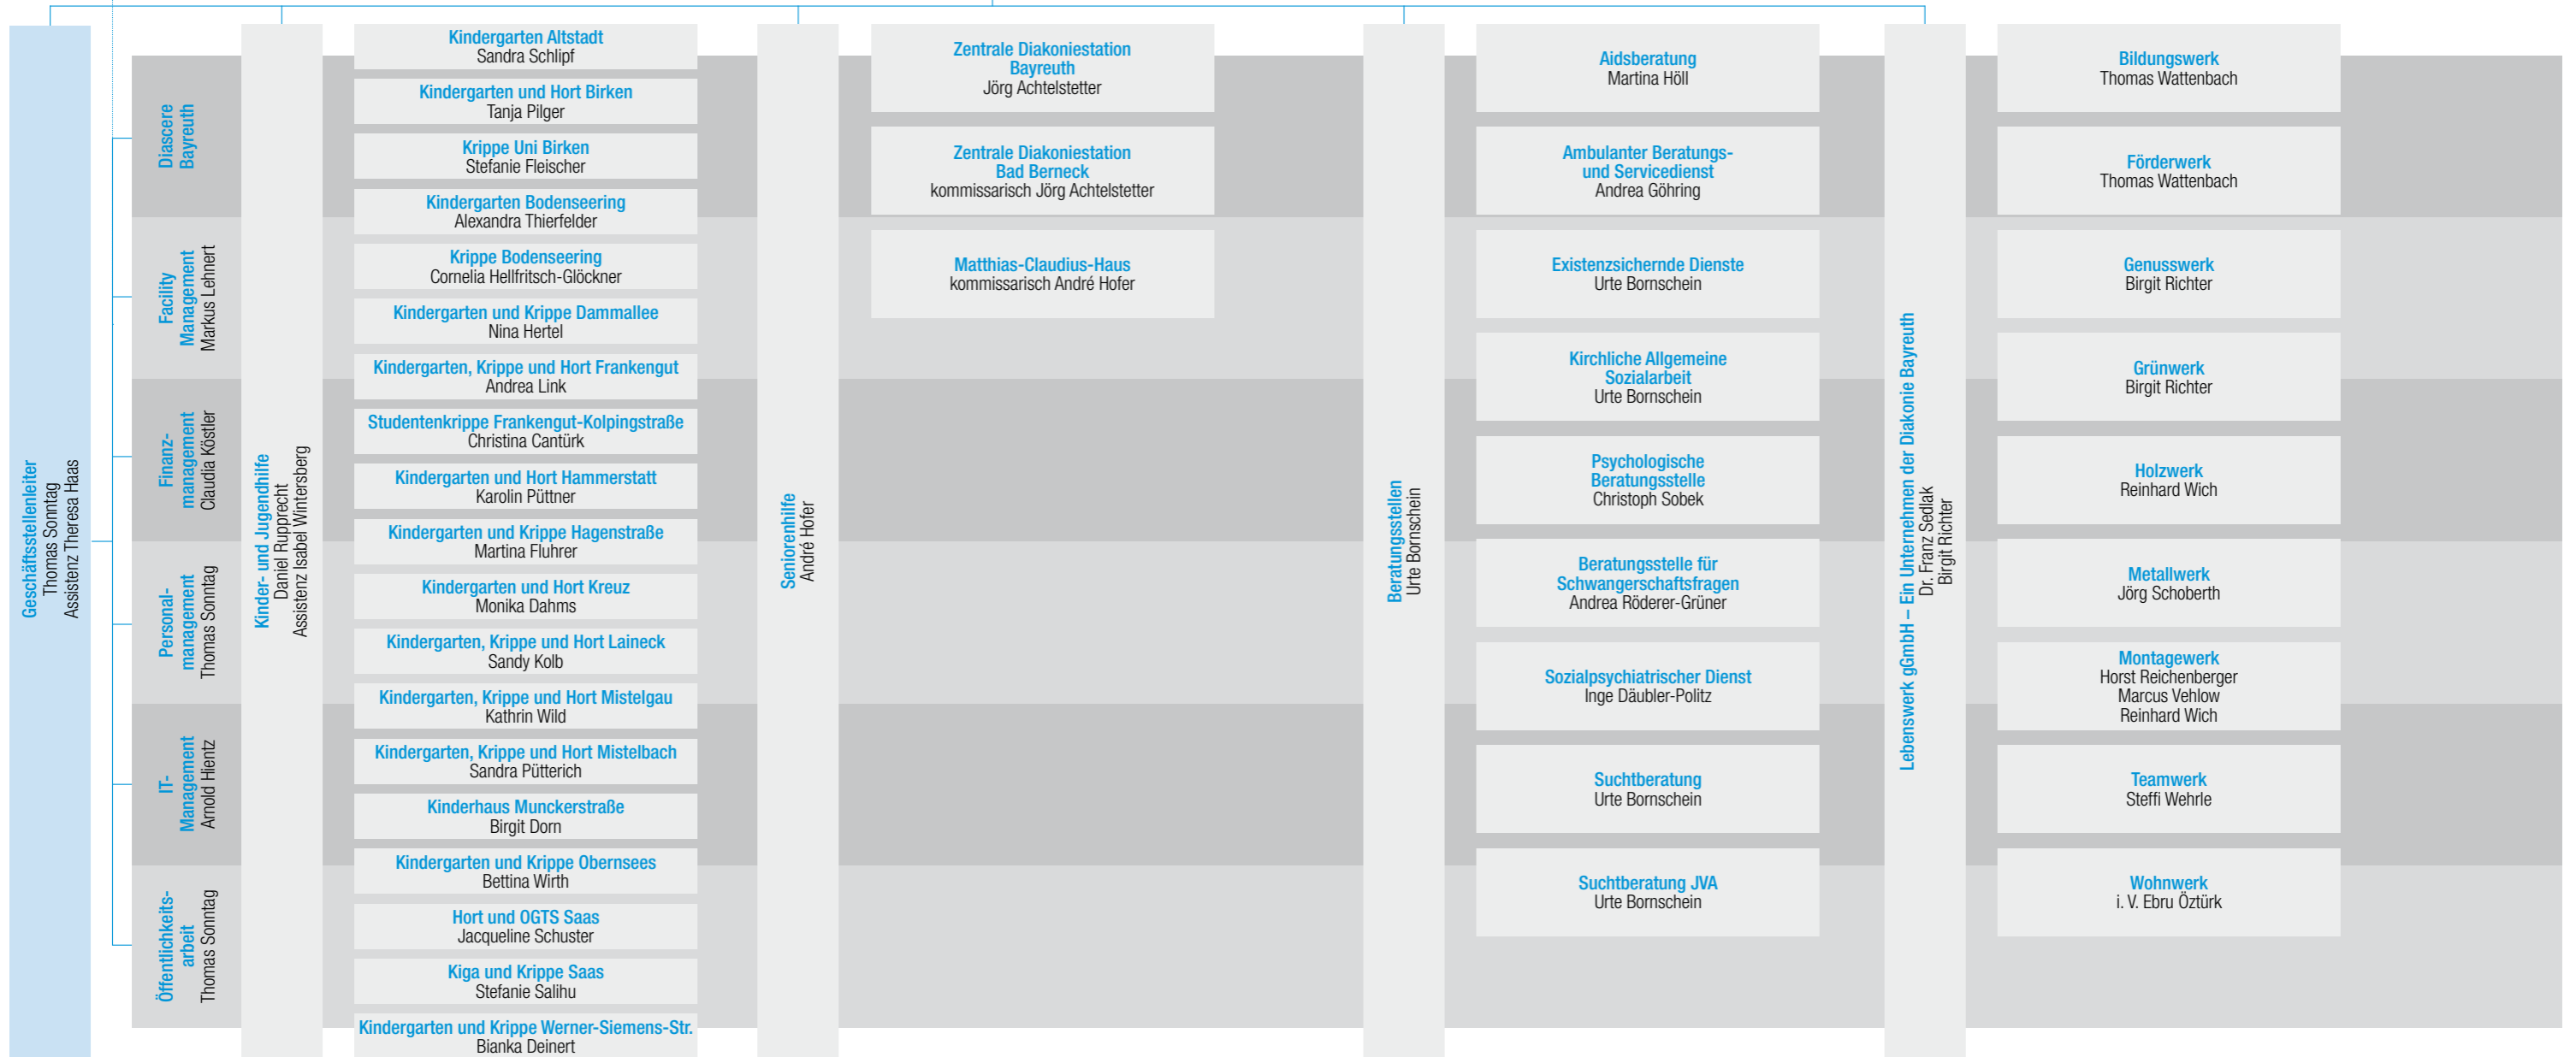 Geschäftsstellenleiter
Thomas Sonntag
Assistenz Theresa Haas
Diascere
Bayreuth
Facility
Management
Markus Lehnert
Finanz-
management
Claudia Köstler
Personal-
management
Thomas Sonntag
IT-
Management
Arnold Hientz
Öffentlichkeits-
arbeit
Thomas Sonntag
Kinder- und Jugendhilfe
Daniel Rupprecht
Assistenz Isabel Wintersberg
Kindergarten Altstadt
Sandra Schlipf
Kindergarten und Hort Birken
Tanja Pilger
Krippe Uni Birken
Stefanie Fleischer
Kindergarten Bodenseering
Alexandra Thierfelder
Krippe Bodenseering
Cornelia Hellfritsch-Glöckner
Kindergarten und Krippe Dammallee
Nina Hertel
Kindergarten, Krippe und Hort Frankengut
Andrea Link
Studentenkrippe Frankengut-Kolpingstraße
Christina Cantürk
Kindergarten und Hort Hammerstatt
Karolin Püttner
Kindergarten und Krippe Hagenstraße
Martina Fluhrer
Kindergarten und Hort Kreuz
Monika Dahms
Kindergarten, Krippe und Hort Laineck
Sandy Kolb
Kindergarten, Krippe und Hort Mistelgau
Kathrin Wild
Kindergarten, Krippe und Hort Mistelbach
Sandra Pütterich
Kinderhaus Munckerstraße
Birgit Dorn
Kindergarten und Krippe Obernsees
Bettina Wirth
Hort und OGTS Saas
Jacqueline Schuster
Kiga und Krippe Saas
Stefanie Salihu
Kindergarten und Krippe Werner-Siemens-Str.
Bianka Deinert
Seniorenhilfe
André Hofer
Zentrale Diakoniestation
Bayreuth
Jörg Achtelstetter
Zentrale Diakoniestation
Bad Berneck
kommissarisch Jörg Achtelstetter
Matthias-Claudius-Haus
kommissarisch André Hofer
Beratungsstellen
Urte Bornschein
Aidsberatung
Martina Höll
Ambulanter Beratungs-
und Servicedienst
Andrea Göhring
Existenzsichernde Dienste
Urte Bornschein
Kirchliche Allgemeine
Sozialarbeit
Urte Bornschein
Psychologische
Beratungsstelle
Christoph Sobek
Beratungsstelle für
Schwangerschaftsfragen
Andrea Röderer-Grüner
Sozialpsychiatrischer Dienst
Inge Däubler-Politz
Suchtberatung
Urte Bornschein
Suchtberatung JVA
Urte Bornschein
Lebenswerk gGmbH – Ein Unternehmen der Diakonie Bayreuth
Dr. Franz Sedlak
Birgit Richter
Bildungswerk
Thomas Wattenbach
Förderwerk
Thomas Wattenbach
Genusswerk
Birgit Richter
Grünwerk
Birgit Richter
Holzwerk
Reinhard Wich
Metallwerk
Jörg Schoberth
Montagewerk
Horst Reichenberger
Marcus Vehlow
Reinhard Wich
Teamwerk
Steffi Wehrle
Wohnwerk
i. V. Ebru Öztürk